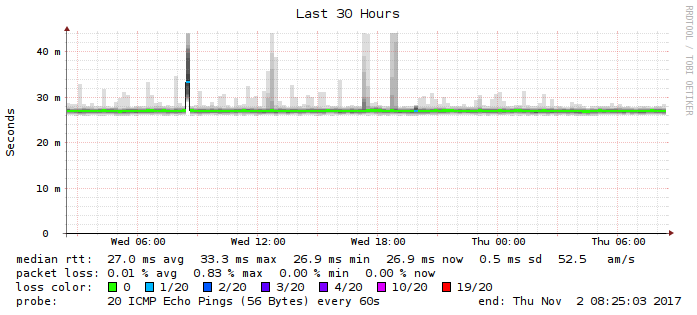 Last 30 Hours
RRDTOOL / TOBI OETIKER
Seconds
40 m
30 m
20 m
10 m
0
Wed 06:00 Wed 12:00 Wed 18:00 Thu 00:00 Thu 06:00
median rtt: 27.0 ms avg 33.3 ms max 26.9 ms min 26.9 ms now 0.5 ms sd 52.5 am/s
packet loss: 0.01 % avg 0.83 % max 0.00 % min 0.00 % now
loss color: 0 1/20 2/20 3/20 4/20 10/20 19/20
probe: 20 ICMP Echo Pings (56 Bytes) every 60s end: Thu Nov 2 08:25:03 2017